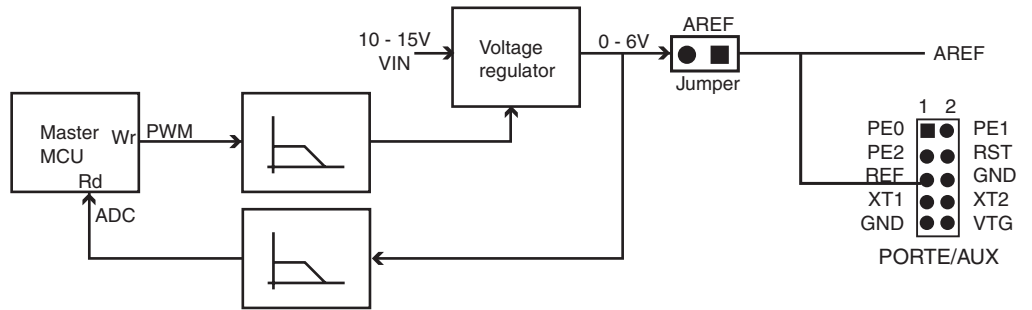 AREF
10 - 15V
VIN
Voltage
regulator
0 - 6V
AREF
Jumper
Master
MCU
Wr
PWM
Rd
ADC
1 2
PE0 PE1
PE2 RST
REF GND
XT1 XT2
GND VTG
PORTE/AUX